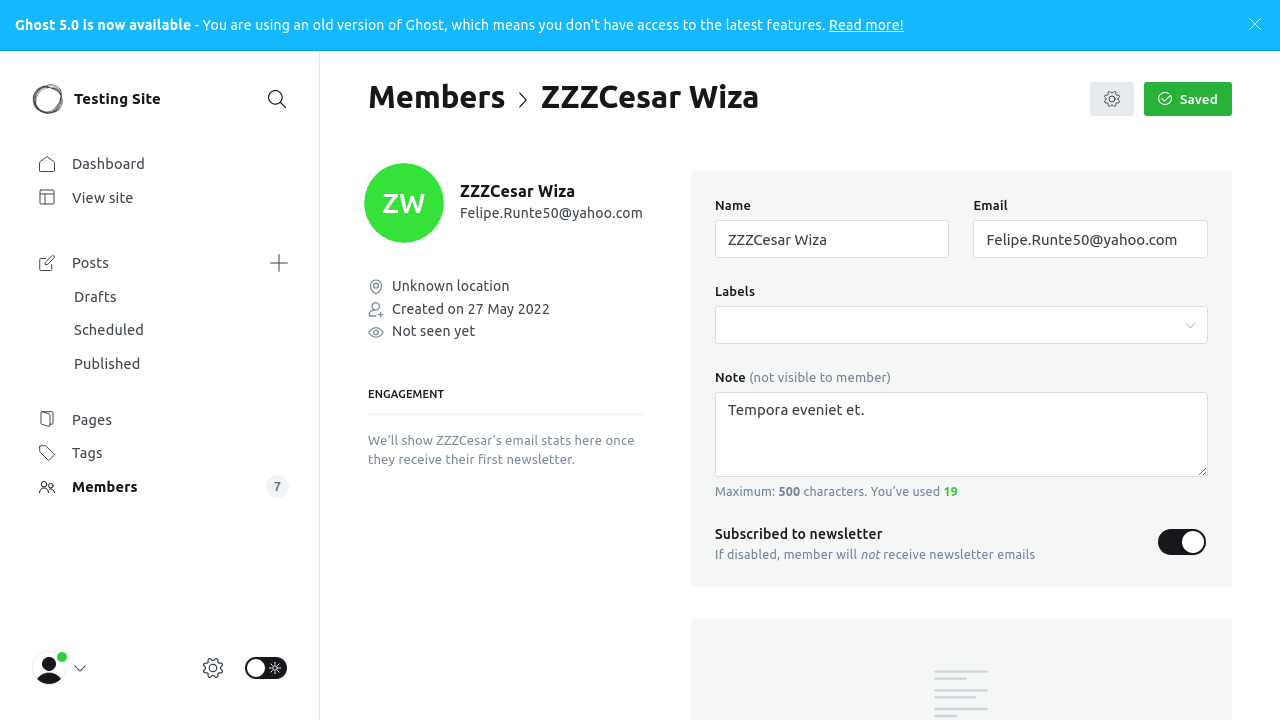 Ghost 5.0 is now available - You are using an old version of Ghost, which means you don't have access to the latest features. Read more!
Testing Site
Dashboard
View site
Posts
Drafts
Scheduled
Published
Pages
Tags
Members 7
Members > ZZZCesar Wiza
Saved
ZW
ZZZCesar Wiza
Felipe.Runte50@yahoo.com
Unknown location
Created on 27 May 2022
Not seen yet
ENGAGEMENT
We'll show ZZZCesar's email stats here once
they receive their first newsletter.
Name
ZZZCesar Wiza
Email
Felipe.Runte50@yahoo.com
Labels
Note (not visible to member)
Tempora eveniet et.
Maximum: 500 characters. You’ve used 19
Subscribed to newsletter
If disabled, member will not receive newsletter emails